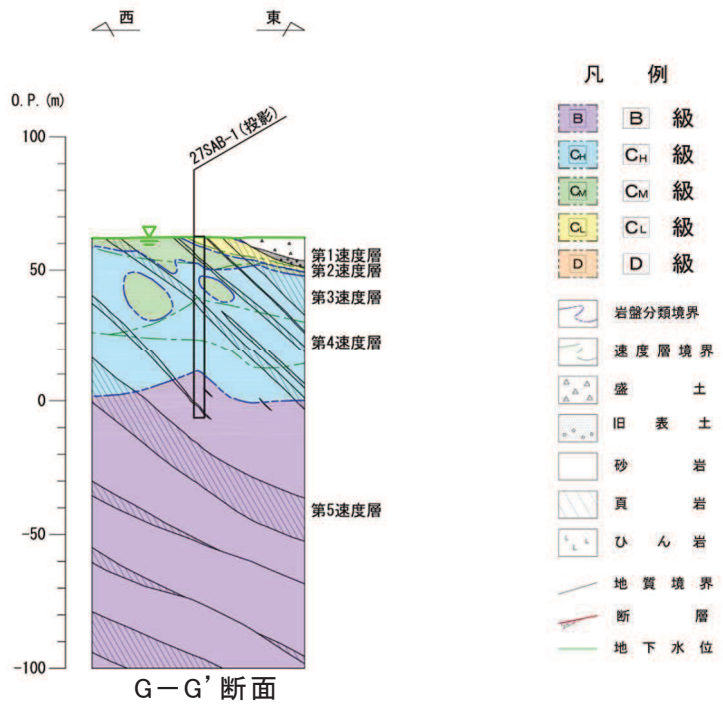 西 東
O.P.(m)
27SAB-1(投影)
100
50
0
-50
-100
第1速度層
第2速度層
第3速度層
第4速度層
第5速度層
G－G'断面
凡 例
B B 級
CH CH 級
CM CM 級
CL CL 級
D D 級
岩盤分類境界
速度層境界
盛 土
旧表土
砂 岩
頁 岩
ひん岩
地質境界
断 層
地下水位